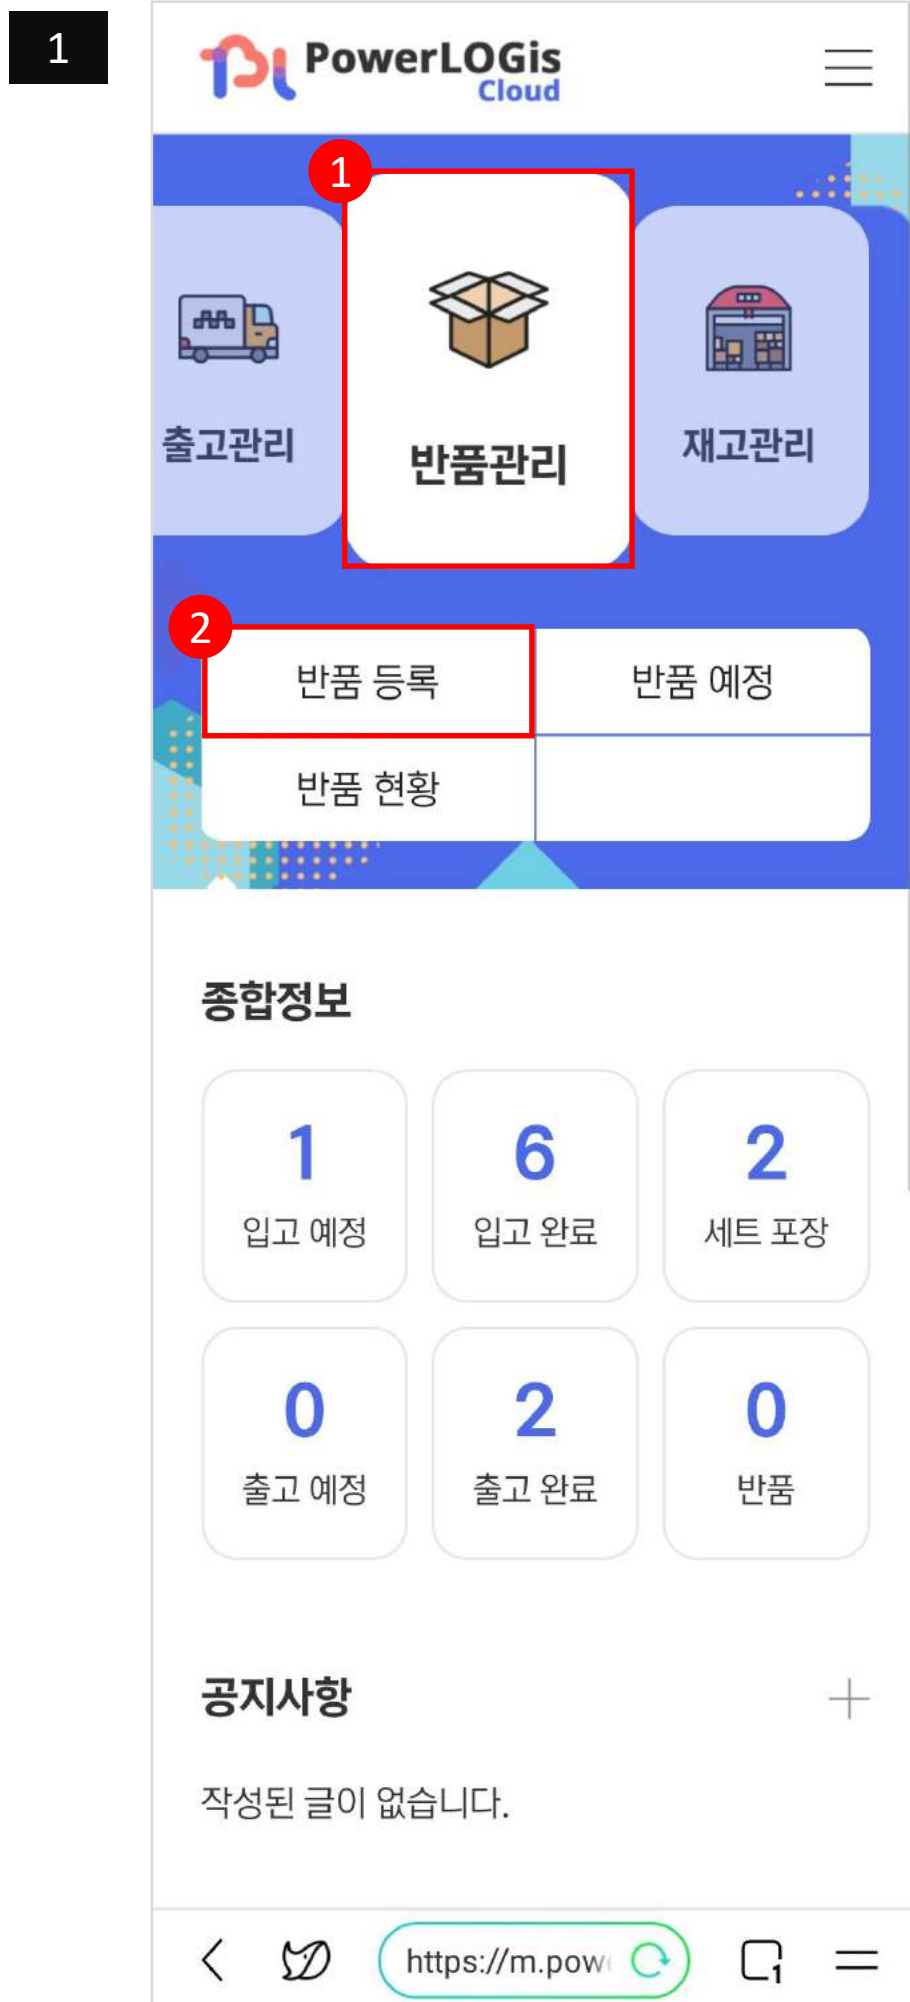 1
PowerLOGis
Cloud
1
출고관리
반품관리
재고관리
2
반품 등록
반품 예정
반품 현황
종합정보
1
6
2
입고 예정
입고 완료
세트 포장
0
2
0
출고 예정
출고 완료
반품
공지사항
작성된 글이 없습니다.
https://m.pow
1